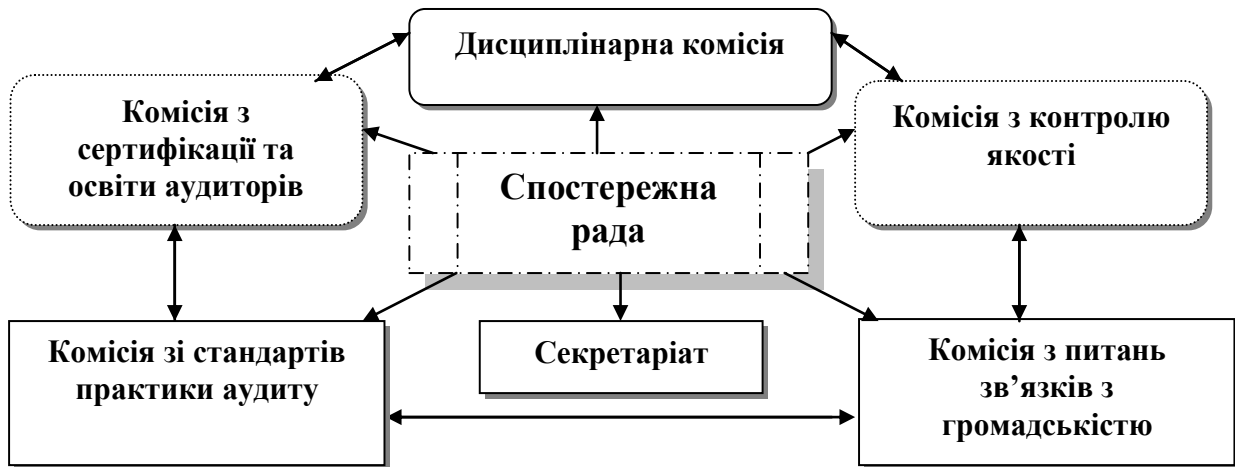 Дисциплінарна комісія
Комісія з
сертифікації та
освіти аудиторів
Комісія з контролю
якості
Спостережна
рада
Комісія зі стандартів
практики аудиту
Секретаріат
Комісія з питань
зв’язків з
громадськістю